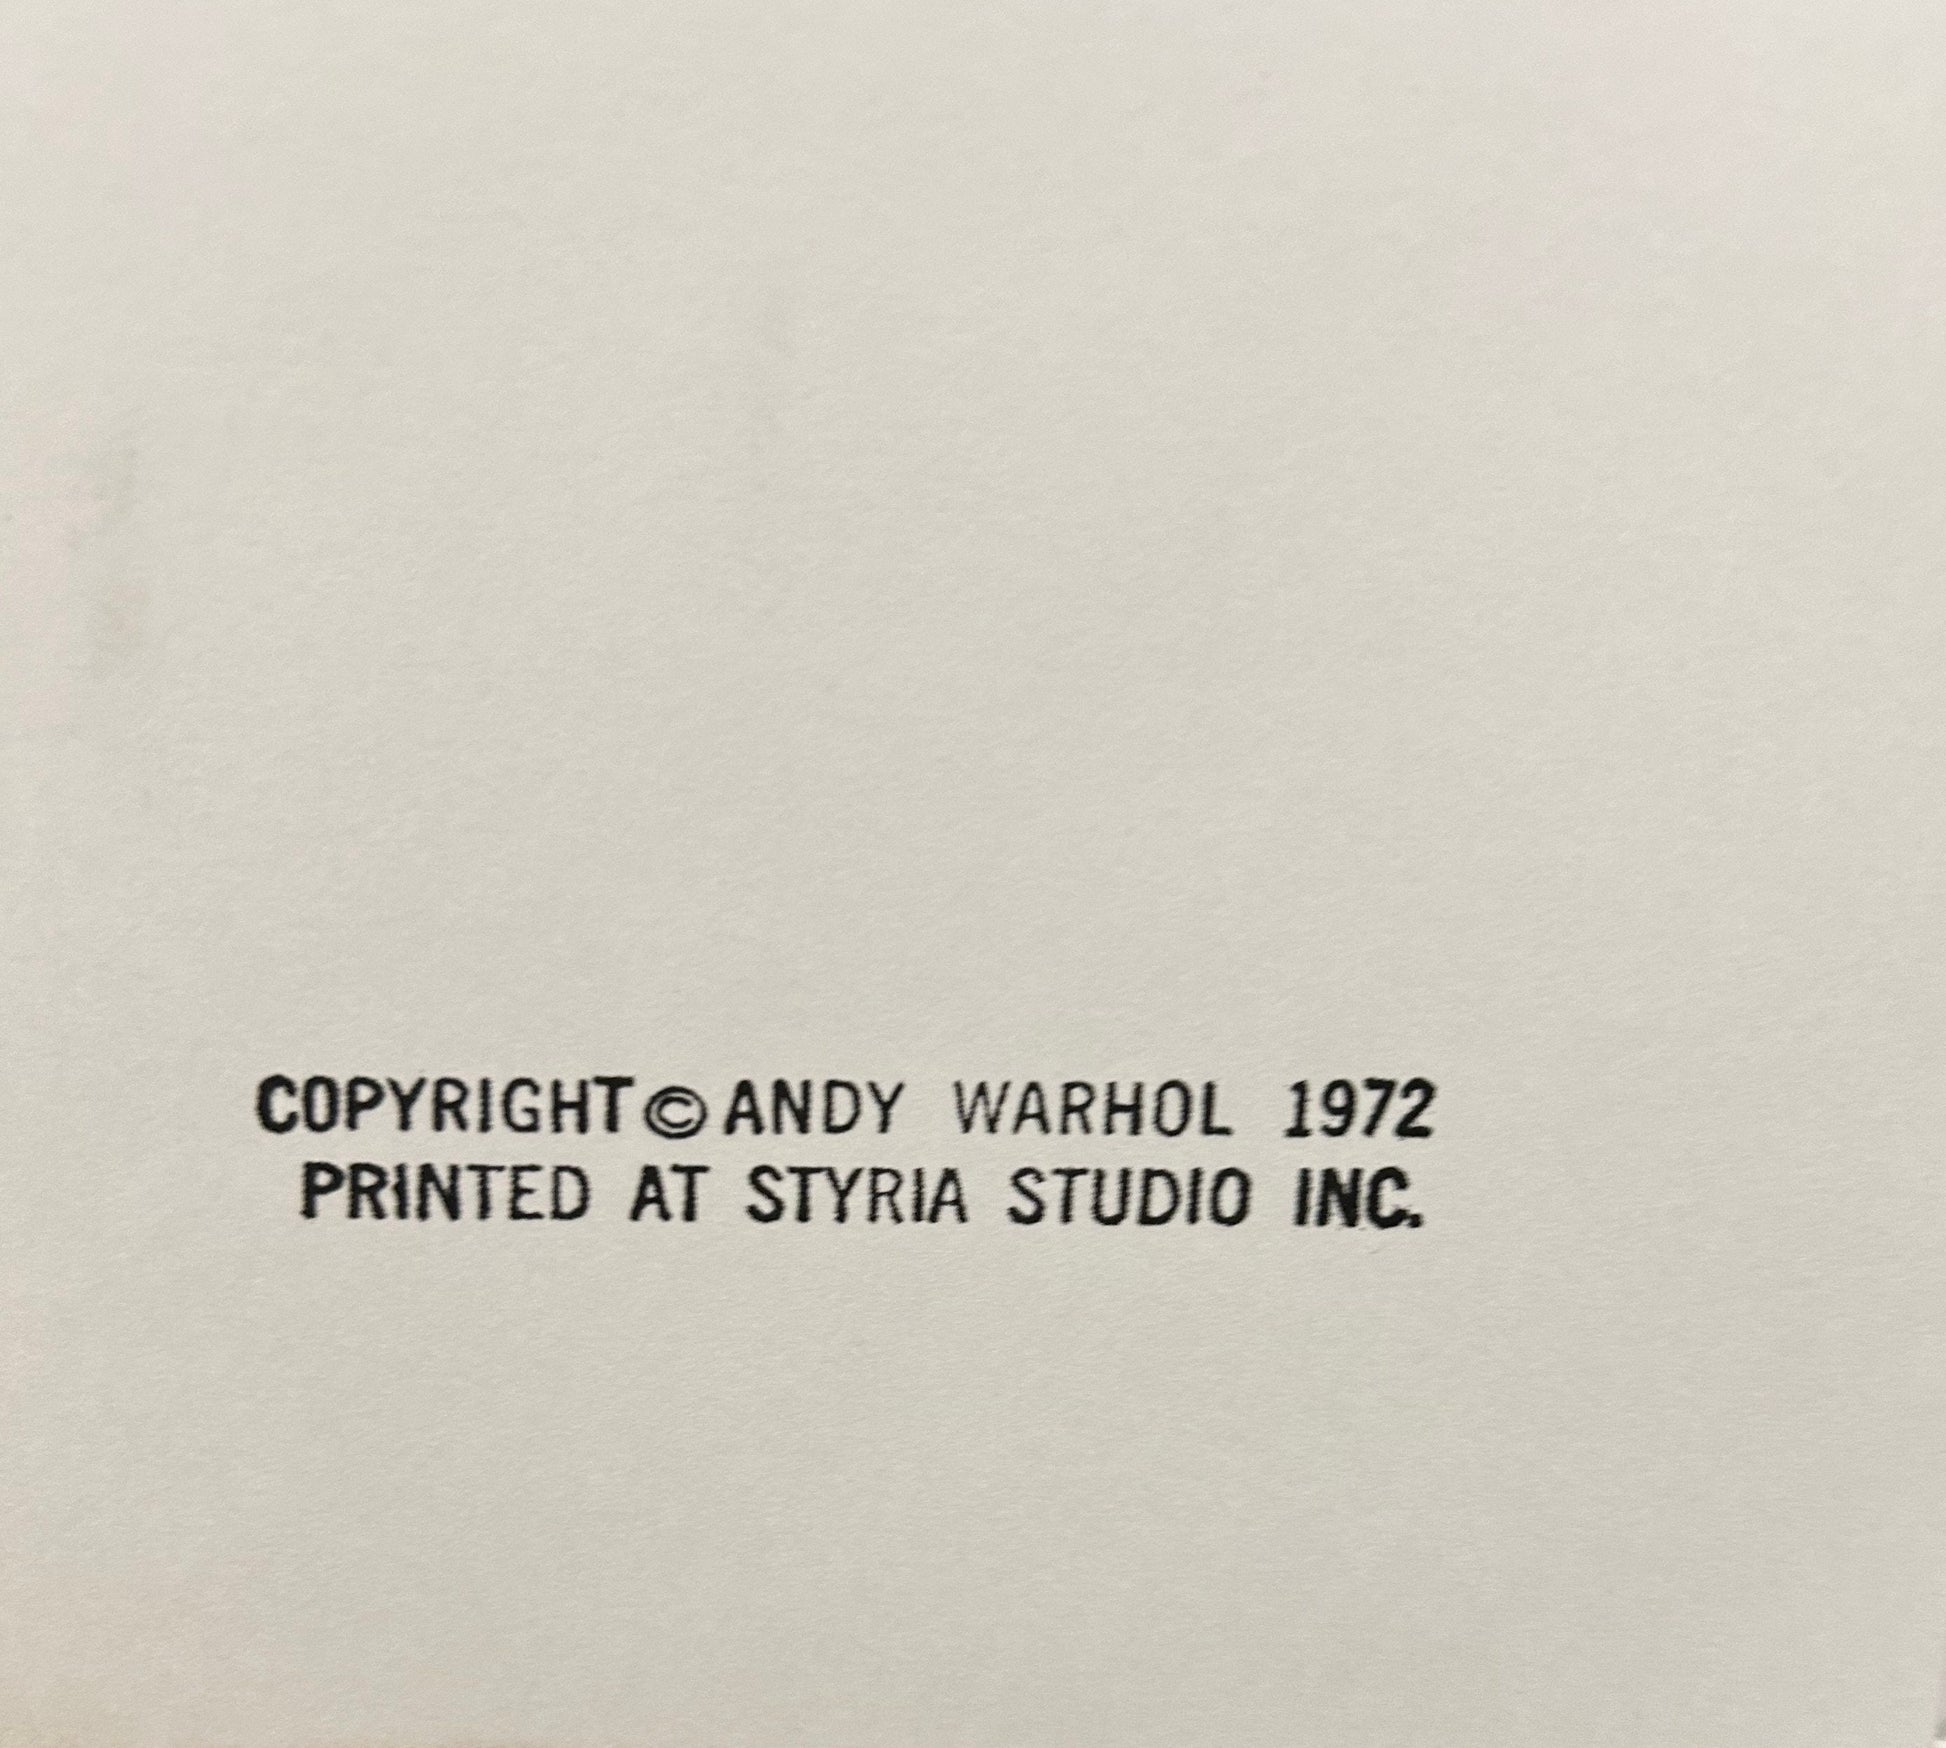 COPYRIGHT © ANDY WARHOL 1972
PRINTED AT STYRIA STUDIO INC.